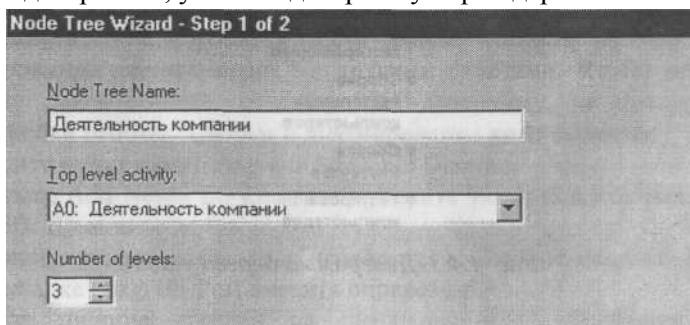 Node Tree Wizard - Step 1 of 2
Node Tree Name:
Деятельность компании
Top level activity:
A0: Деятельность компании
Number of levels:
3